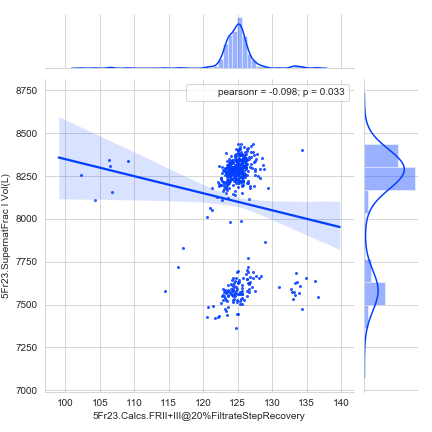 pearsonr = -0.098; p = 0.033
8750
8500
8250
8000
7750
7500
7250
7000
5Fr23.SupernatFrac I Vol(L)
100 105 110 115 120 125 130 135 140
5Fr23.Calcs.FRII+III@20%FiltrateStepRecovery